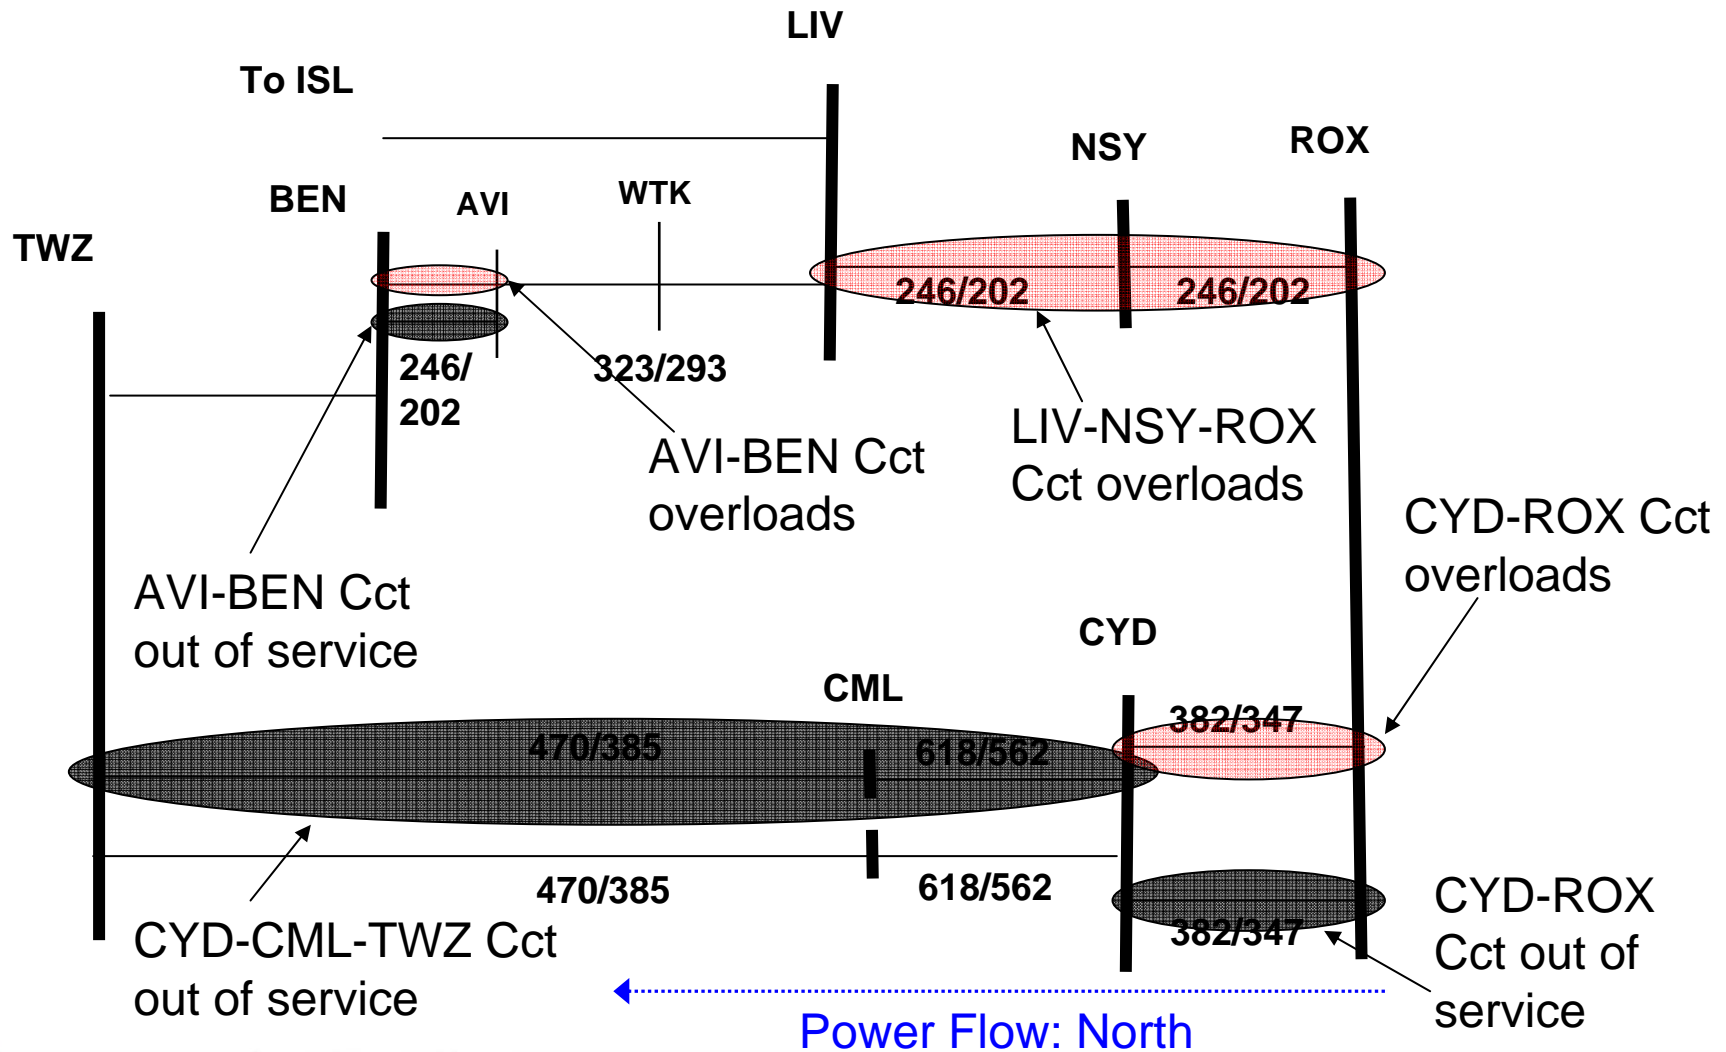 LIV
To ISL
NSY
ROX
BEN
AVI
WTK
TWZ
246/202
246/202
246/
202
323/293
AVI-BEN Cct
overloads
LIV-NSY-ROX
Cct overloads
CYD-ROX Cct
overloads
AVI-BEN Cct
out of service
CYD
CML
382/347
470/385
618/562
470/385
618/562
382/347
CYD-CML-TWZ Cct
out of service
CYD-ROX
Cct out of
service
Power Flow: North